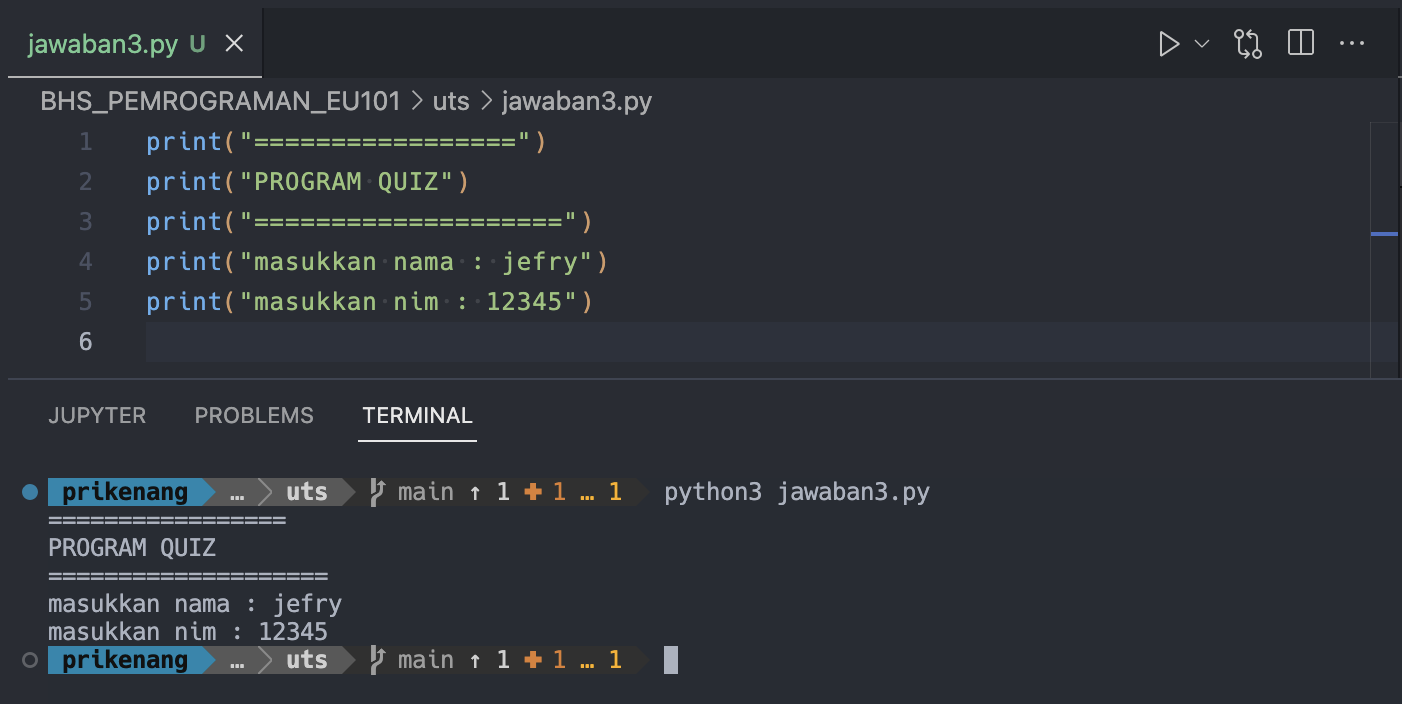 jawaban3.py U
BHS_PEMROGRAMAN_EU101 > uts > jawaban3.py
1 print("=================")
2 print("PROGRAM QUIZ")
3 print("====================")
4 print("masukkan nama : jefry")
5 print("masukkan nim : 12345")
6
JUPYTER PROBLEMS TERMINAL
prikenang … uts main ↑ 1 ✚ 1 … 1 python3 jawaban3.py
=================
PROGRAM QUIZ
====================
masukkan nama : jefry
masukkan nim : 12345
prikenang … uts main ↑ 1 ✚ 1 … 1